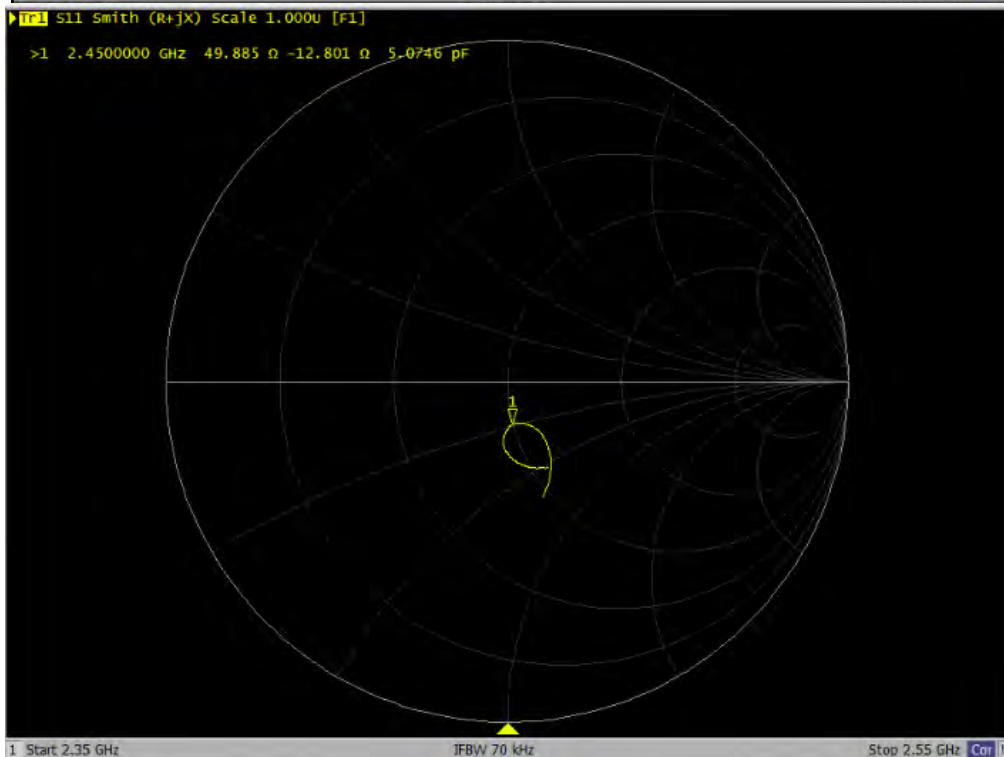 Tr1 S11 Smith (R+jX) Scale 1.000U [F1]
>1 2.4500000 GHz 49.885 Ω -12.801 Ω 5.0746 pF
1
1 Start 2.35 GHz IFBW 70 kHz Stop 2.55 GHz Cor